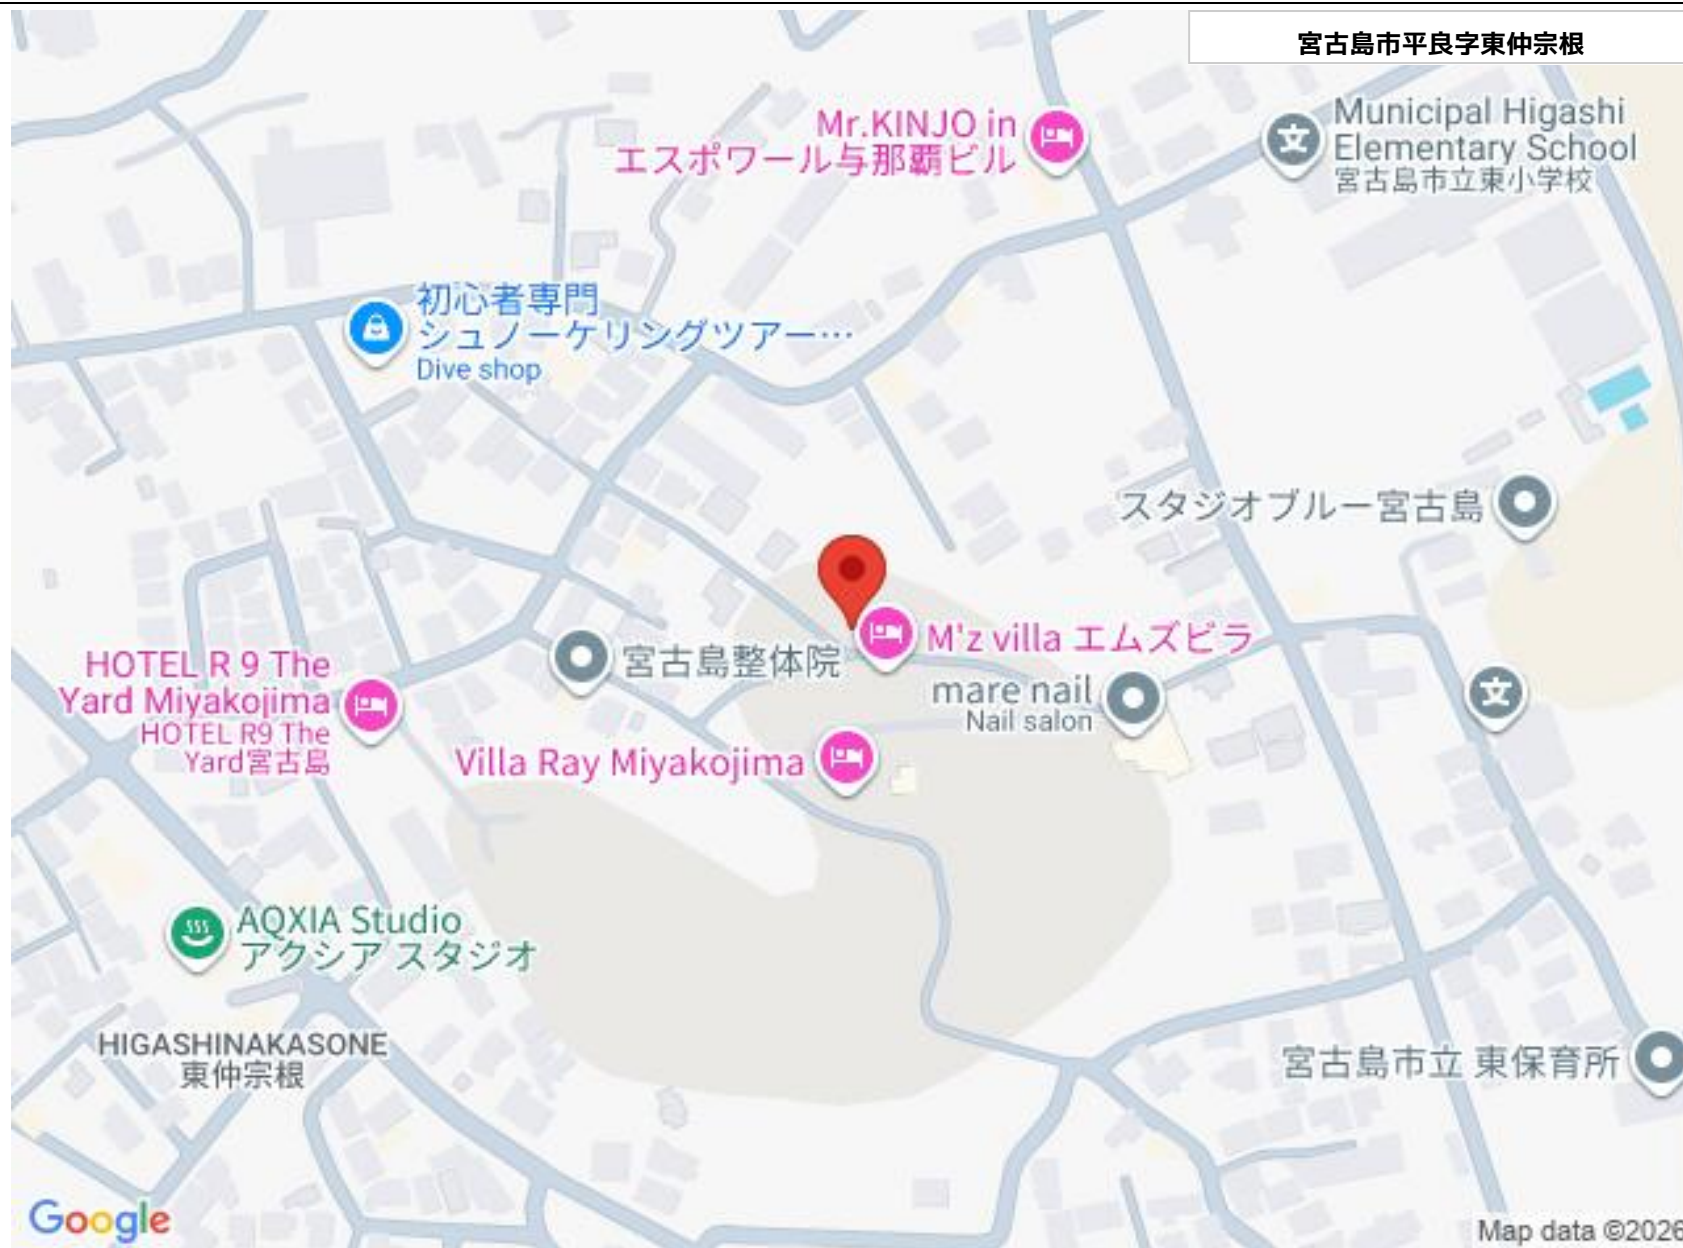 宮古島市平良字東仲宗根
Mr.KINJO in
エスポワール与那覇ビル
Municipal Higashi
Elementary School
宮古島市立東小学校
初心者専門
シュノーケリングツアー…
Dive shop
スタジオブルー宮古島
M'z villa エムズビラ
宮古島整体院
HOTEL R 9 The
Yard Miyakojima
HOTEL R9 The
Yard宮古島
mare nail
Nail salon
文
文
Villa Ray Miyakojima
AQXIA Studio
アクシア スタジオ
HIGASHINAKASONE
東仲宗根
宮古島市立 東保育所
Google
Map data ©2026